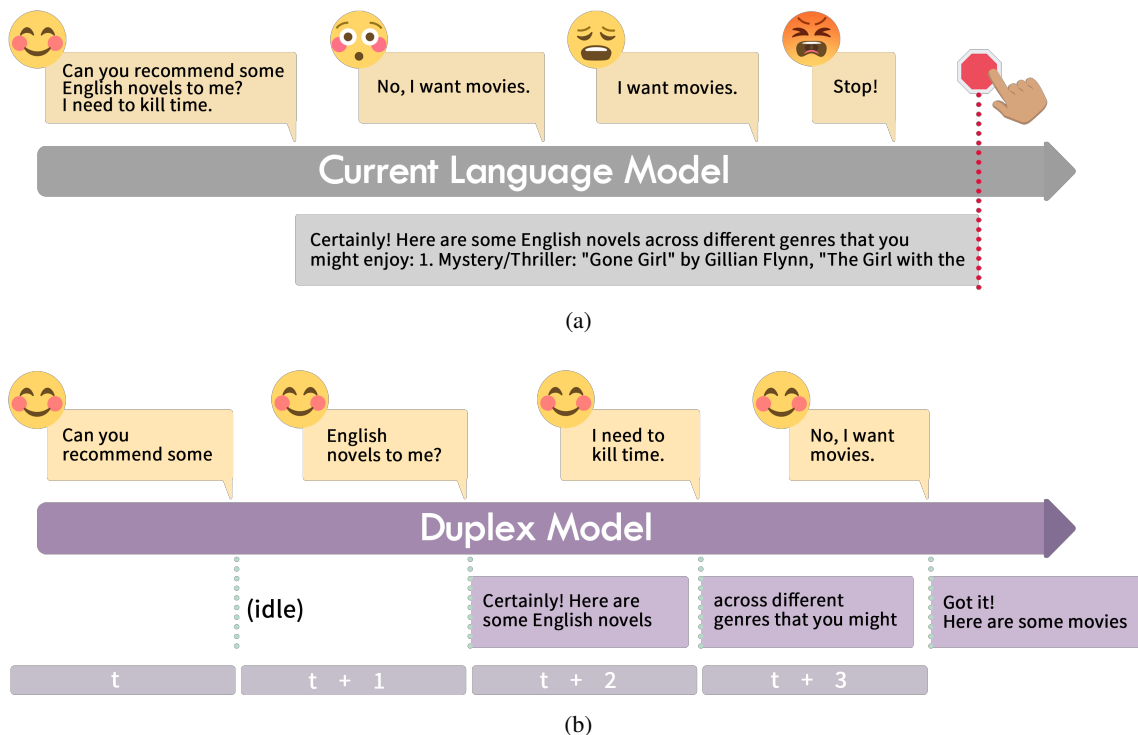 Can you recommend some
English novels to me?
I need to kill time.
No, I want movies.
I want movies.
Stop!
Current Language Model
Certainly! Here are some English novels across different genres that you
might enjoy: 1. Mystery/Thriller: "Gone Girl" by Gillian Flynn, "The Girl with the
(a)
Can you
recommend some
English
novels to me?
I need to
kill time.
No, I want
movies.
Duplex Model
(idle)
Certainly! Here are
some English novels
across different
genres that you might
Got it!
Here are some movies
t
t + 1
t + 2
t + 3
(b)